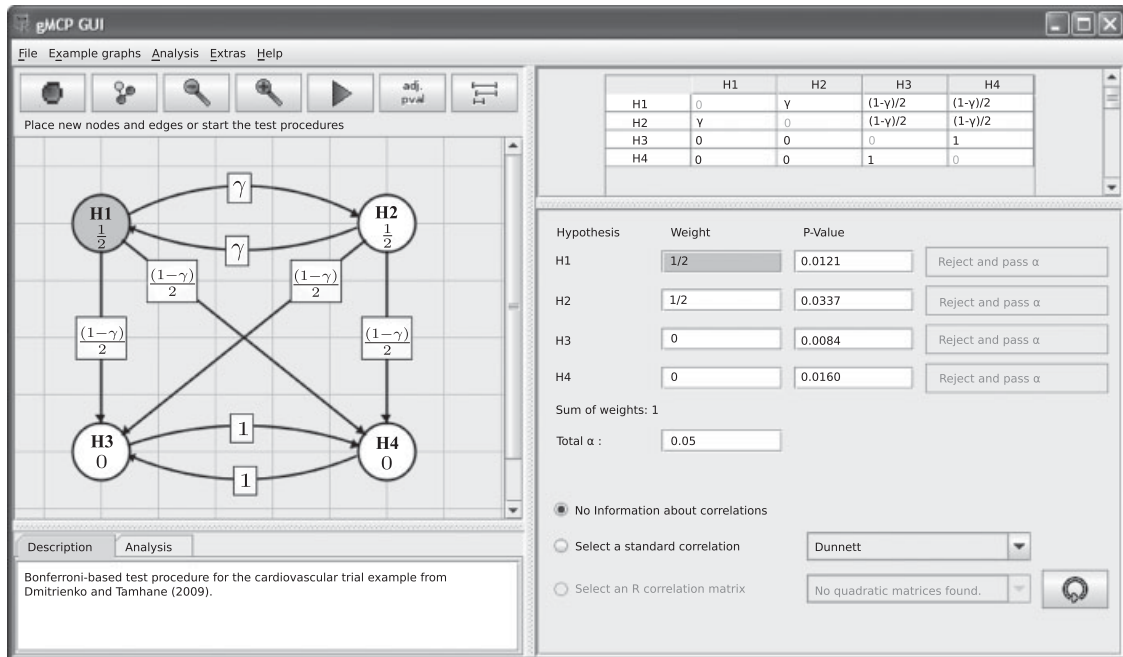 gMCP GUI
File Example graphs Analysis Extras Help
adj. pval
Place new nodes and edges or start the test procedures
H1 1/2
γ
H2 1/2
γ
(1−γ)/2
(1−γ)/2
(1−γ)/2
(1−γ)/2
H3 0
1
H4 0
1
Description Analysis
Bonferroni-based test procedure for the cardiovascular trial example from
Dmitrienko and Tamhane (2009).
H1 H2 H3 H4
H1 0 γ (1-γ)/2 (1-γ)/2
H2 γ 0 (1-γ)/2 (1-γ)/2
H3 0 0 0 1
H4 0 0 1 0
Hypothesis Weight P-Value
H1 1/2 0.0121 Reject and pass α
H2 1/2 0.0337 Reject and pass α
H3 0 0.0084 Reject and pass α
H4 0 0.0160 Reject and pass α
Sum of weights: 1
Total α : 0.05
No Information about correlations
Select a standard correlation Dunnett
Select an R correlation matrix No quadratic matrices found.